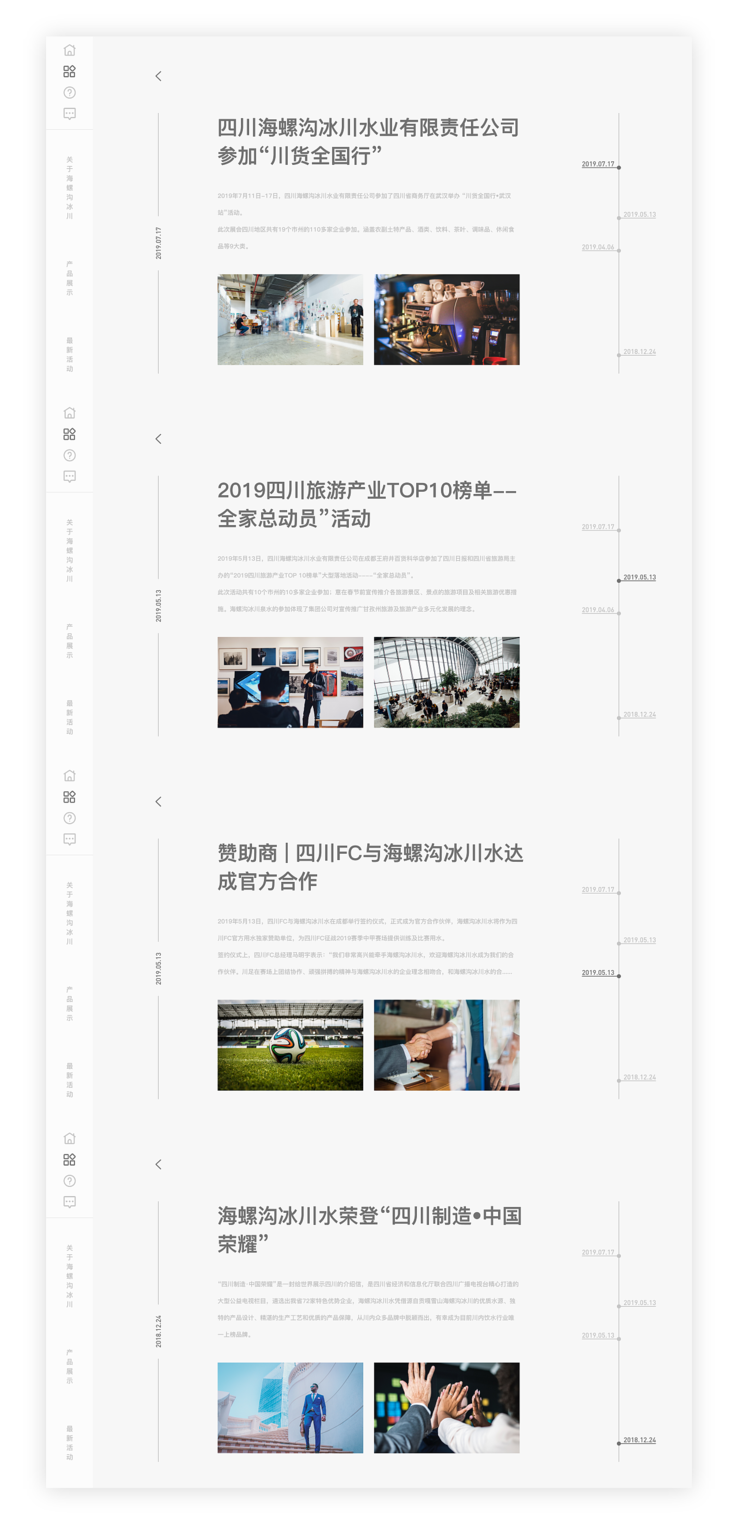 关于海螺沟冰川
产品展示
最新活动
2019.07.17
四川海螺沟冰川水业有限责任公司
参加“川货全国行”
2019年7月11日-17日，四川海螺沟冰川水业有限责任公司参加了四川省商务厅在武汉举办 “川货全国行•武汉
站”活动。
此次展会四川地区共有19个市州的110多家企业参加。涵盖农副土特产品、酒类、饮料、茶叶、调味品、休闲食
品等9大类。
2019.07.17
2019.05.13
2019.04.06
2018.12.24
关于海螺沟冰川
产品展示
最新活动
2019.05.13
2019四川旅游产业TOP10榜单--
全家总动员”活动
2019年5月13日，四川海螺沟冰川水业有限责任公司在成都王府井百货科华店参加了四川日报和四川省旅游局主
办的“2019四川旅游产业TOP 10榜单”大型落地活动——“全家总动员”。
此次活动共有10个市州的10多家企业参加；意在春节前宣传推介各旅游景区、景点的旅游项目及相关旅游优惠措
施。海螺沟冰川泉水的参加体现了集团公司对宣传推广甘孜州旅游及旅游产业多元化发展的理念。
2019.07.17
2019.05.13
2019.04.06
2018.12.24
关于海螺沟冰川
产品展示
最新活动
2019.05.13
赞助商 | 四川FC与海螺沟冰川水达
成官方合作
2019年5月13日，四川FC与海螺沟冰川水在成都举行签约仪式，正式成为官方合作伙伴，海螺沟冰川水将作为四
川FC官方用水独家赞助单位，为四川FC征战2019赛季中甲赛场提供训练及比赛用水。
签约仪式上，四川FC总经理马明宇表示：“我们非常高兴能牵手海螺沟冰川水，欢迎海螺沟冰川水成为我们的合
作伙伴，川足在赛场上团结协作、顽强拼搏的精神与海螺沟冰川水的企业理念相吻合，和海螺沟冰川水的合......
2019.07.17
2019.05.13
2019.05.13
2018.12.24
关于海螺沟冰川
产品展示
最新活动
2018.12.24
海螺沟冰川水荣登“四川制造•中国
荣耀”
“四川制造·中国荣耀”是一封给世界展示四川的介绍信，是四川省经济和信息化厅联合四川广播电视台精心打造的
大型公益电视栏目，遴选出我省72家特色优势企业。海螺沟冰川水凭借源自贡嘎雪山海螺沟冰川的优质水源、独
特的产品设计、精湛的生产工艺和优质的产品保障，从川内众多品牌中脱颖而出，有幸成为目前川内饮水行业唯
一上榜品牌。
2019.07.17
2019.05.13
2019.05.13
2018.12.24